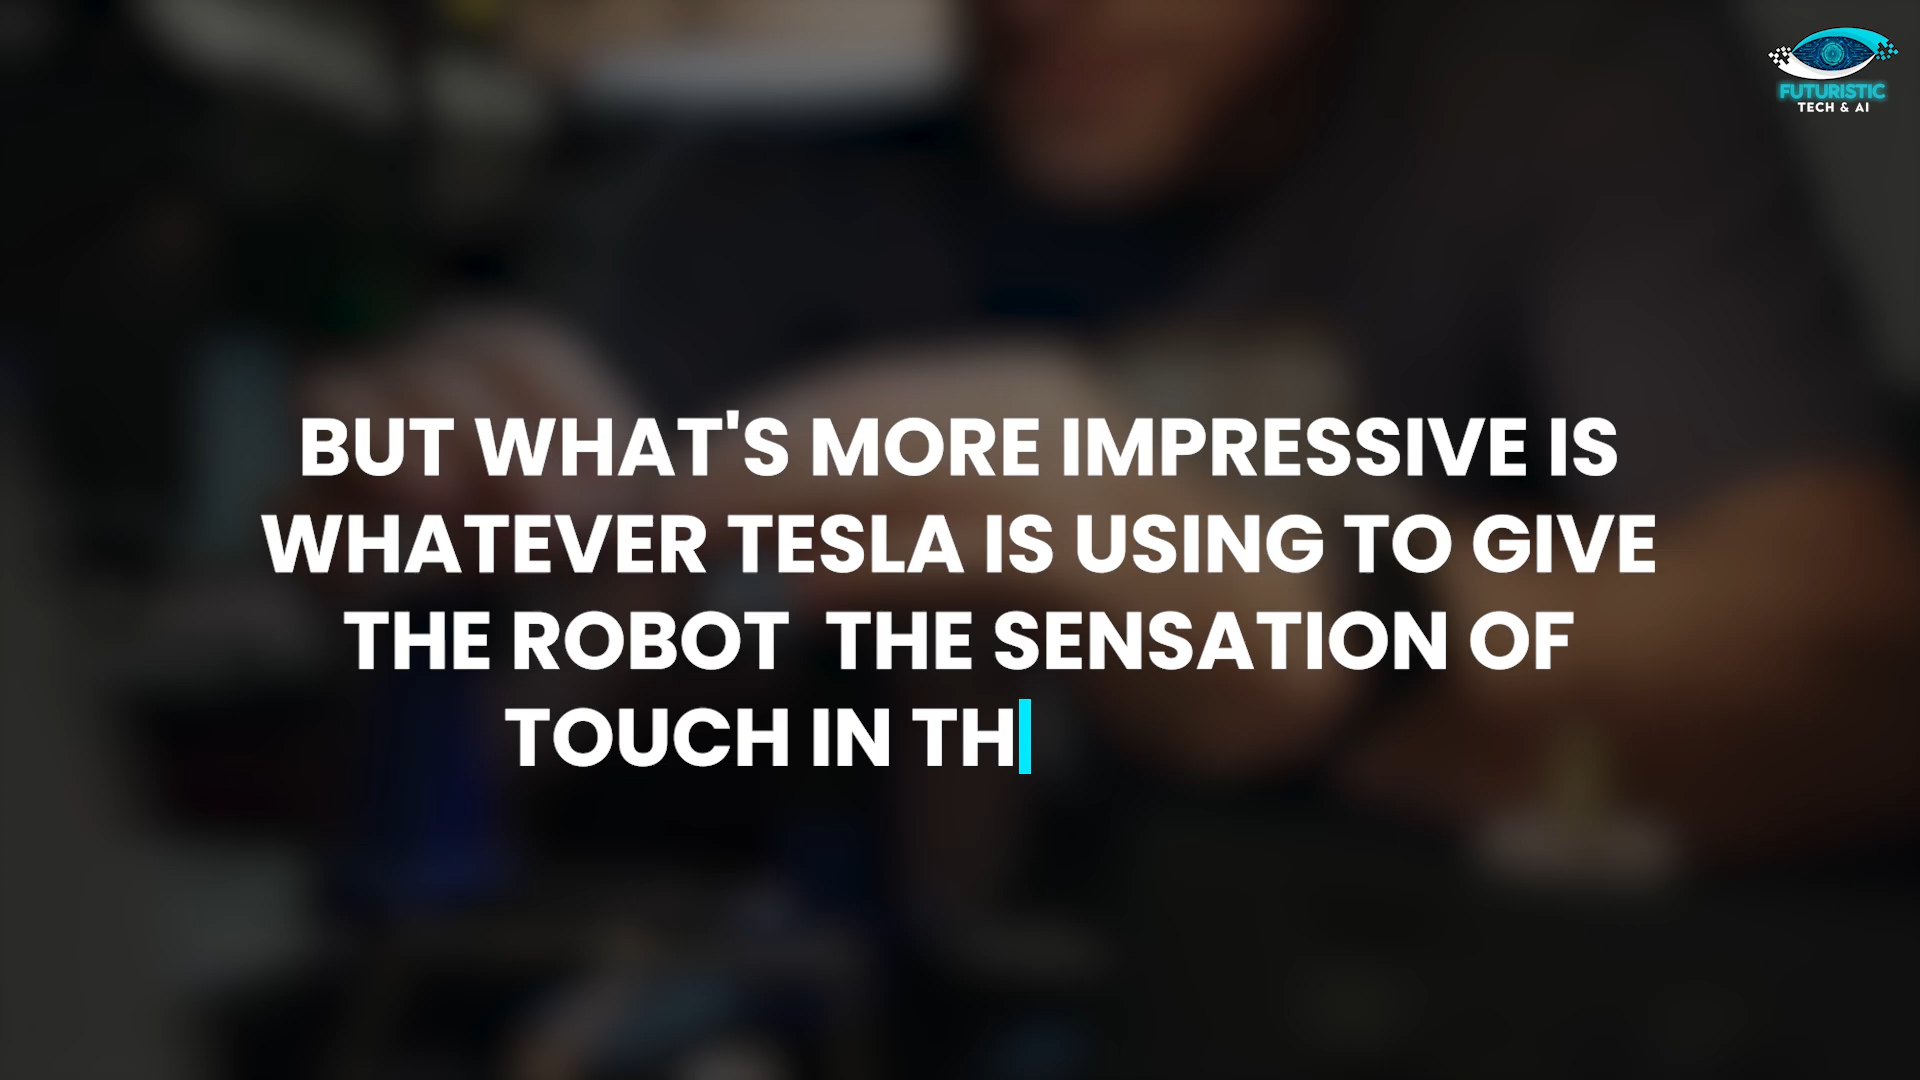 FUTURISTIC
TECH & AI
BUT WHAT'S MORE IMPRESSIVE IS
WHATEVER TESLA IS USING TO GIVE
THE ROBOT  THE SENSATION OF
TOUCH IN TH